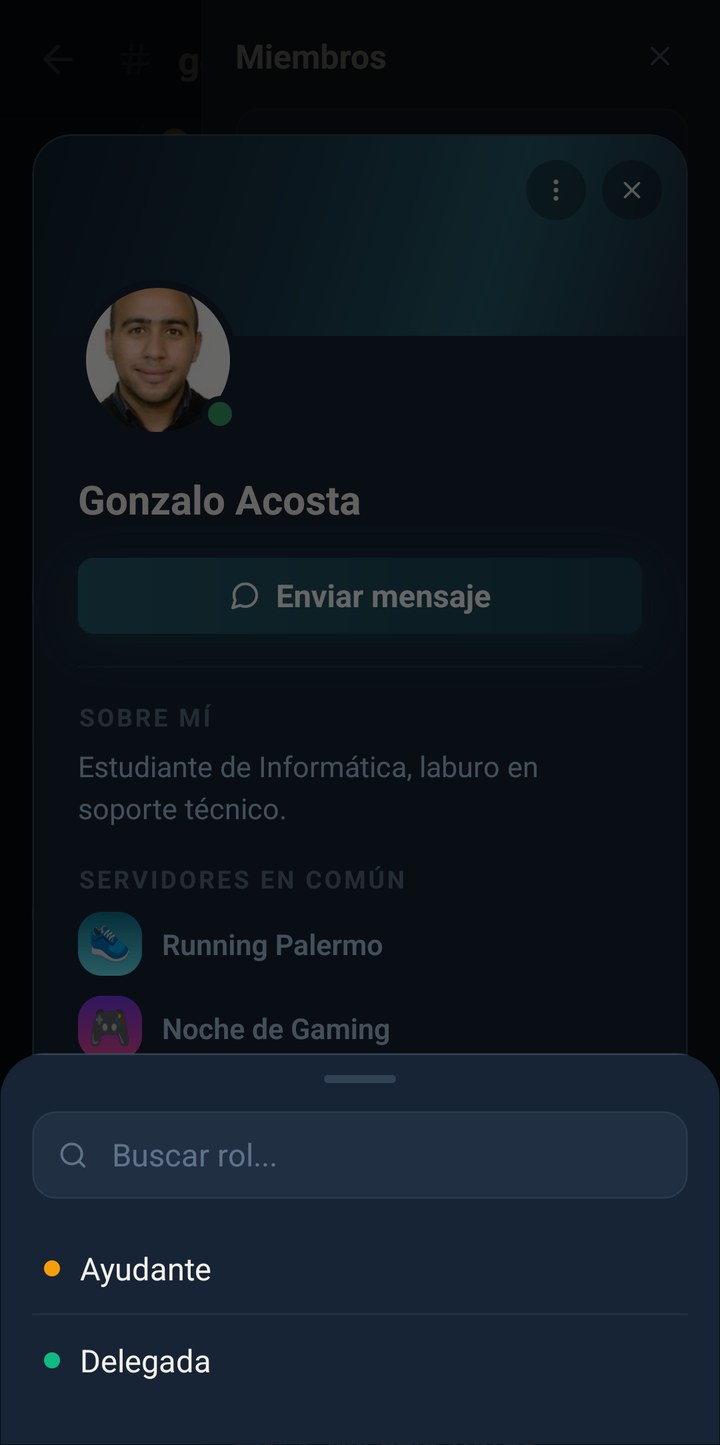 # g
Miembros
Gonzalo Acosta
Enviar mensaje
SOBRE MÍ
Estudiante de Informática, laburo en
soporte técnico.
SERVIDORES EN COMÚN
Running Palermo
Noche de Gaming
Buscar rol...
Ayudante
Delegada